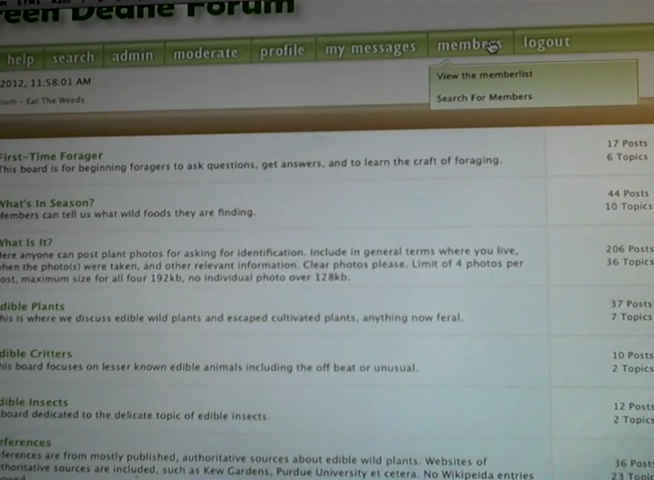 reen Deane Forum
help search admin moderate profile my messages members logout
2012, 11:58:01 AM
View the memberlist
rum - Eat The Weeds
Search For Members
First-Time Forager
17 Posts
This board is for beginning foragers to ask questions, get answers, and to learn the craft of foraging.
6 Topics
What's In Season?
44 Posts
Members can tell us what wild foods they are finding.
10 Topics
What Is It?
206 Posts
ere anyone can post plant photos for asking for identification. Include in general terms where you live,
36 Topics
hen the photo(s) were taken, and other relevant information. Clear photos please. Limit of 4 photos per
ost, maximum size for all four 192kb, no individual photo over 128kb.
dible Plants
37 Posts
his is where we discuss edible wild plants and escaped cultivated plants, anything now feral.
7 Topics
dible Critters
10 Posts
his board focuses on lesser known edible animals including the off beat or unusual.
2 Topics
dible Insects
12 Posts
board dedicated to the delicate topic of edible insects.
2 Topics
eferences
ferences are from mostly published, authoritative sources about edible wild plants. Websites of
36 Posts
thoritative sources are included, such as Kew Gardens, Purdue University et cetera. No Wikipeida entries
23 Topic